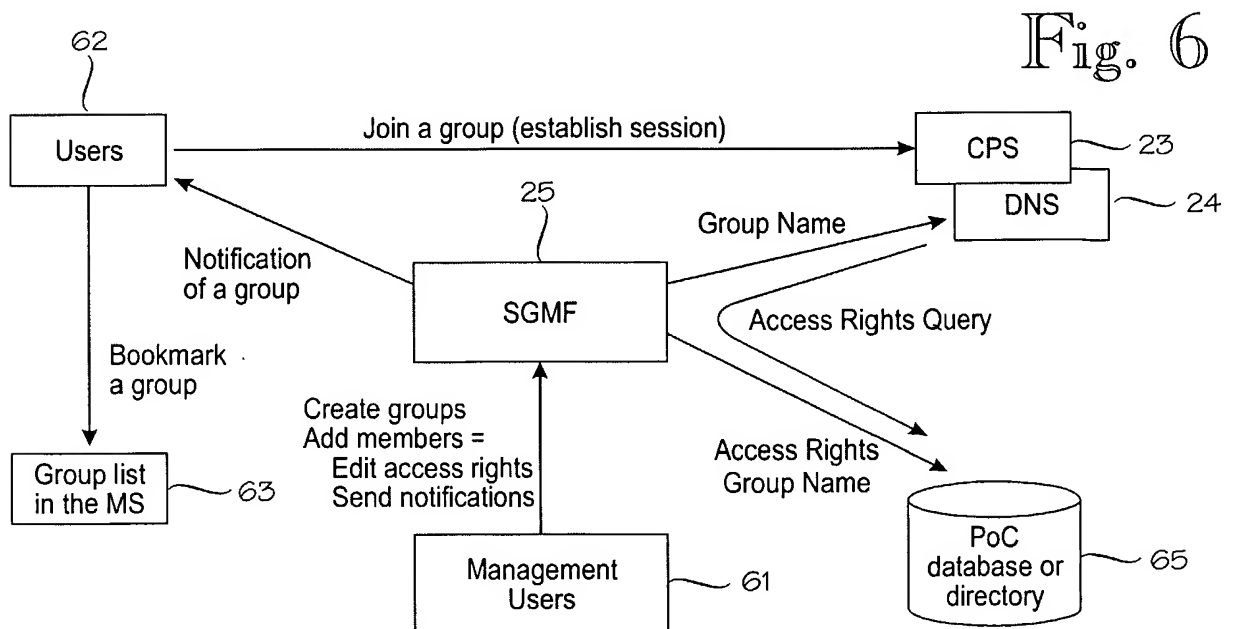 Fig. 6
62
Users
Join a group (establish session)
CPS
23
DNS
24
25
Group Name
Notification
of a group
SGMF
Access Rights Query
Bookmark
a group
Create groups
Add members =
Edit access rights
Send notifications
Access Rights
Group Name
Group list
in the MS
63
Management
Users
61
PoC
database or
directory
65